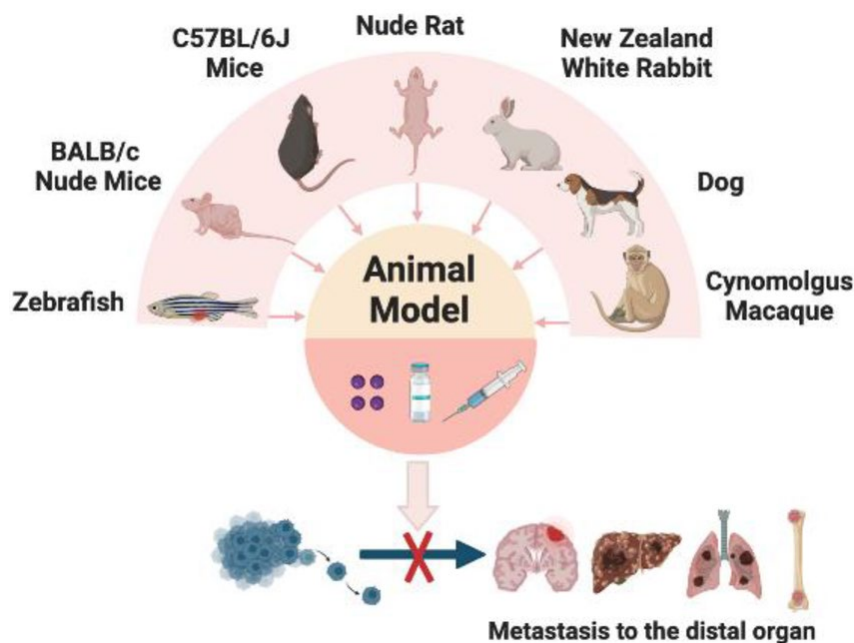 Nude Rat
C57BL/6J
Mice
New Zealand
White Rabbit
BALB/c
Nude Mice
Dog
Zebrafish
Cynomolgus
Macaque
Animal
Model
Metastasis to the distal organ